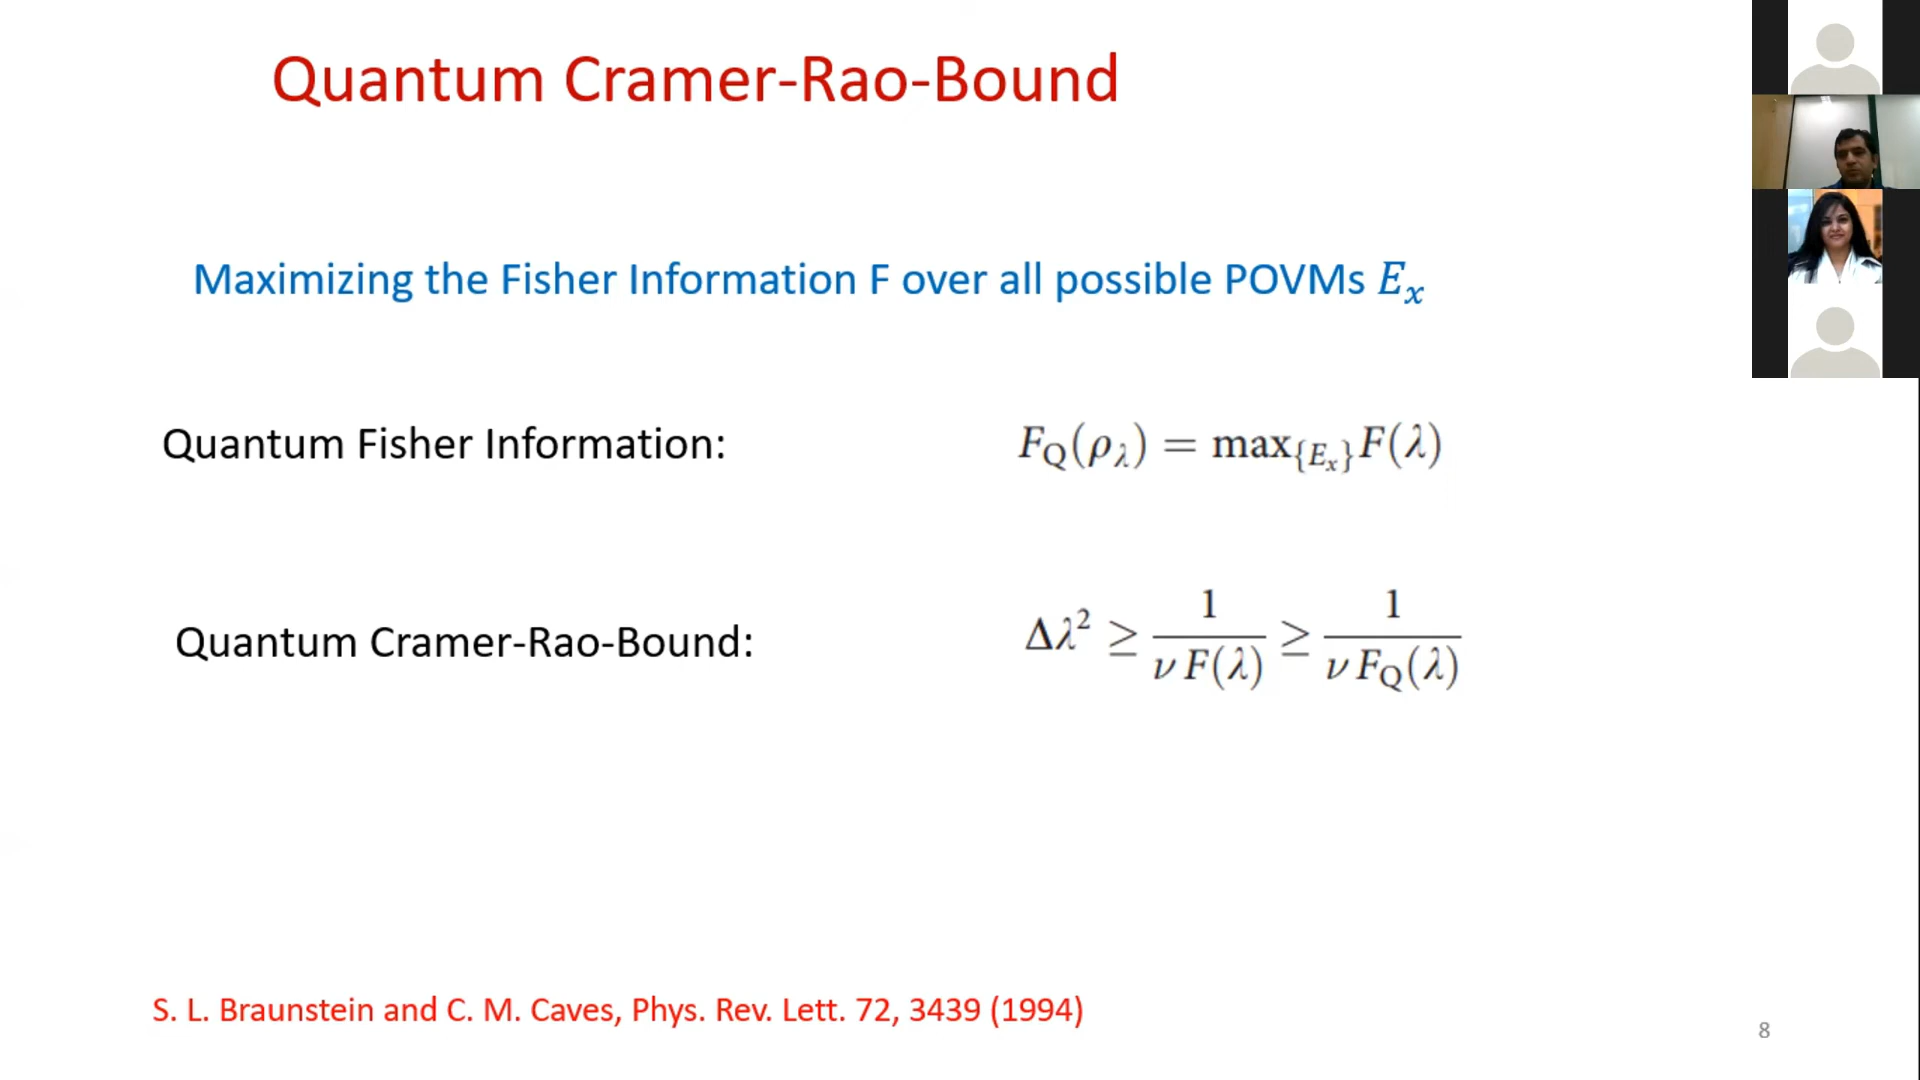 Quantum Cramer-Rao-Bound
Maximizing the Fisher Information F over all possible POVMs $E_x$
Quantum Fisher Information: $F_Q(\rho_\lambda) = \max_{\{E_x\}} F(\lambda)$
Quantum Cramer-Rao-Bound: $\Delta\lambda^2 \geq \frac{1}{\nu F(\lambda)} \geq \frac{1}{\nu F_Q(\lambda)}$
S. L. Braunstein and C. M. Caves, Phys. Rev. Lett. 72, 3439 (1994)
8